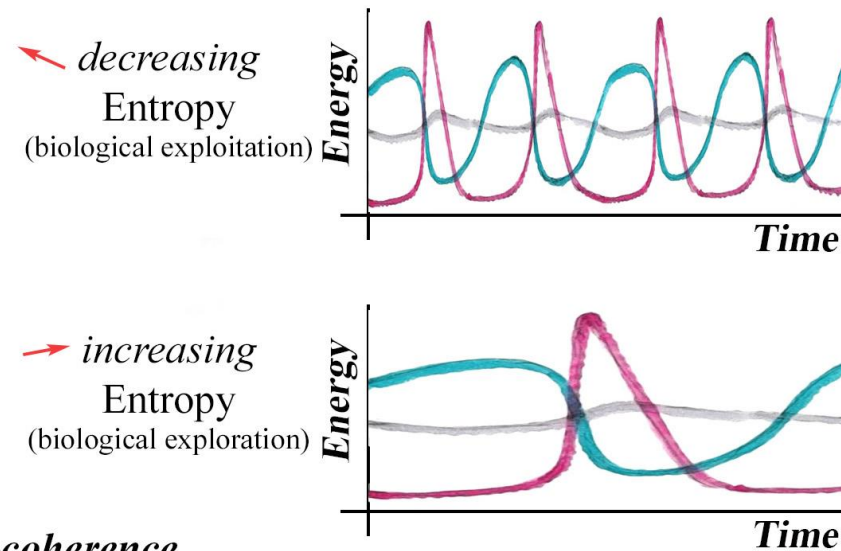 decreasing
Entropy
(biological exploitation)
Energy
Time
increasing
Entropy
(biological exploration)
Energy
Time
coherence